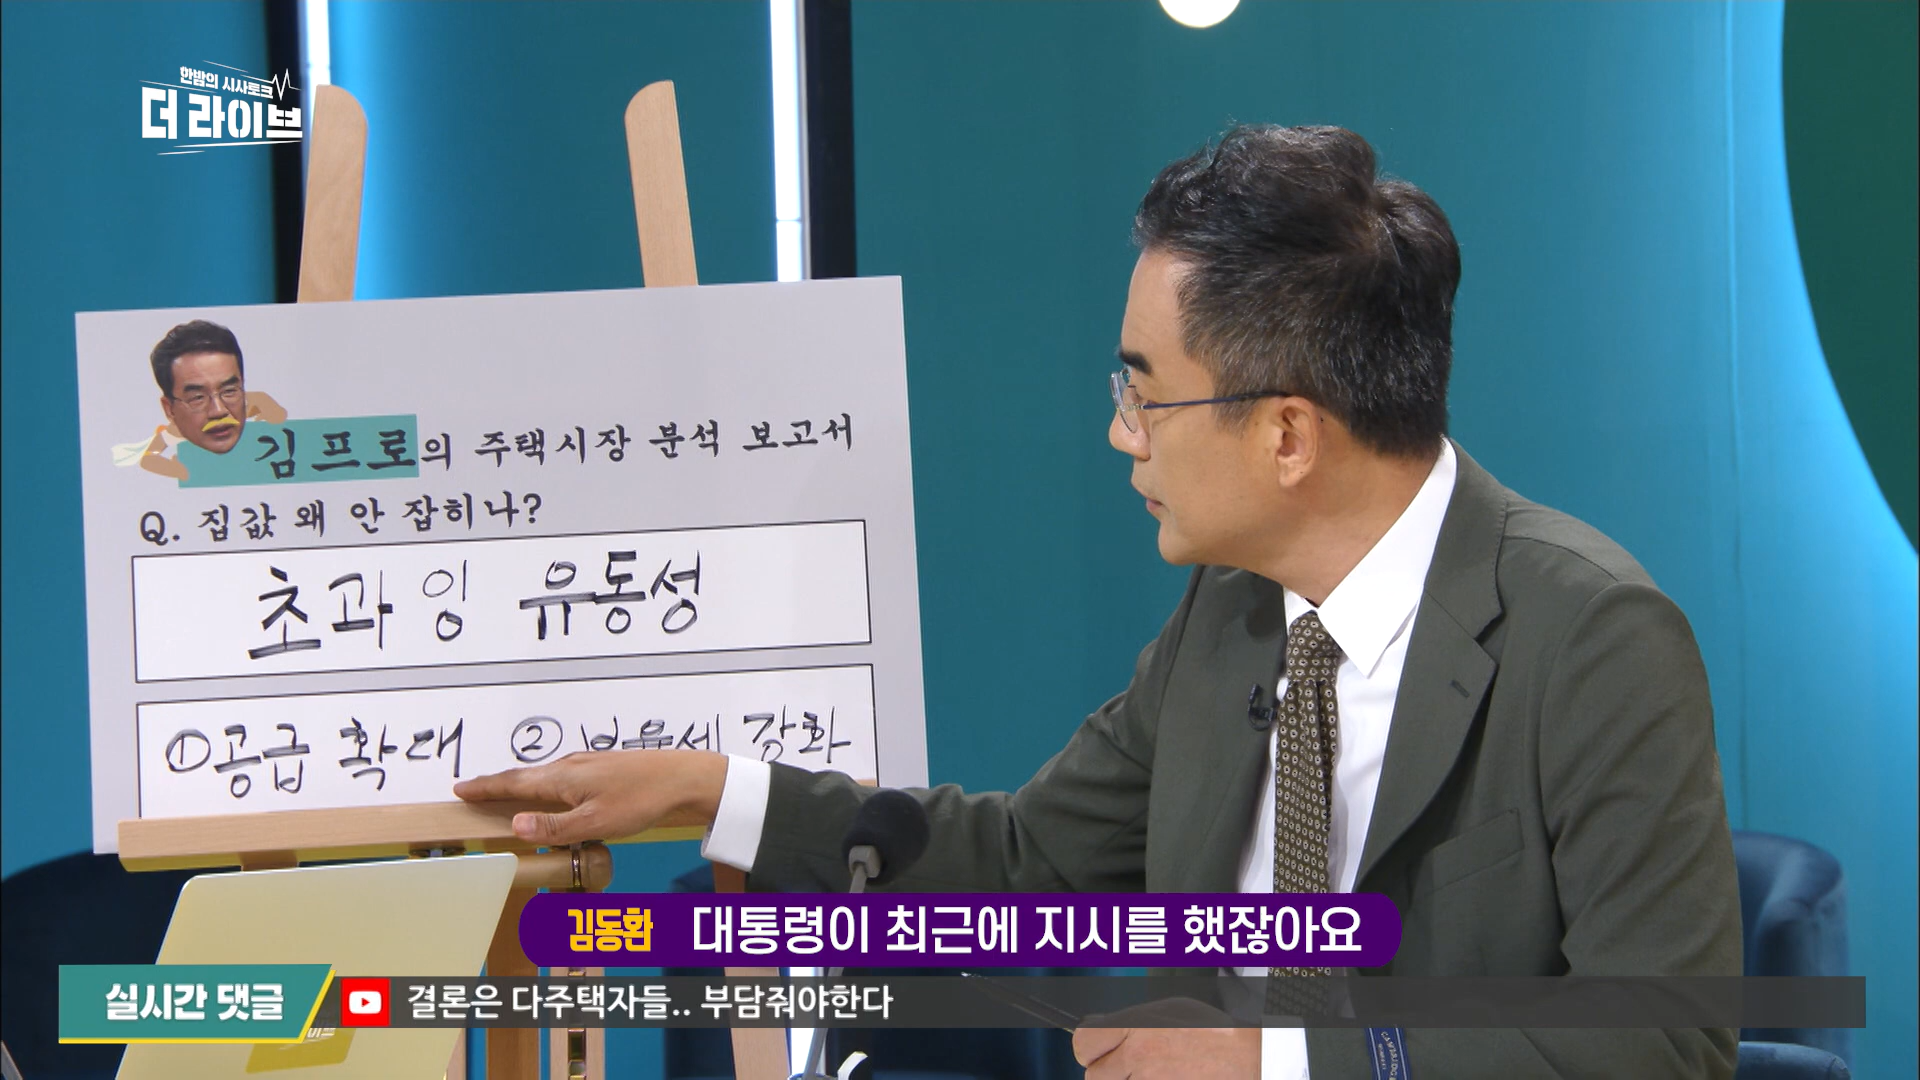 한밤의 시사토크
더 라이브
김프로의 주택시장 분석 보고서
Q. 집값 왜 안 잡히나?
초과잉 유동성
①공급 확대 ② 보유세 강화
김동환 대통령이 최근에 지시를 했잖아요
실시간 댓글 결론은 다주택자들.. 부담줘야한다